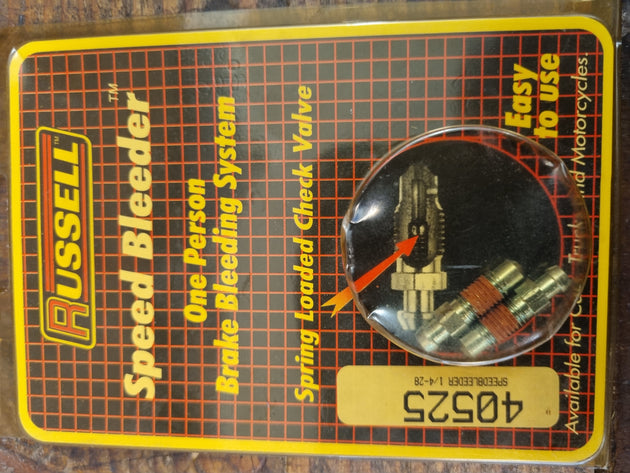 RUSSELL™
Speed Bleeder™
One Person
Brake Bleeding System
Spring Loaded Check Valve
Easy
to use
40525
SPEEDBLEEDER 1/4-28
Available for Cars, Trucks and Motorcycles.